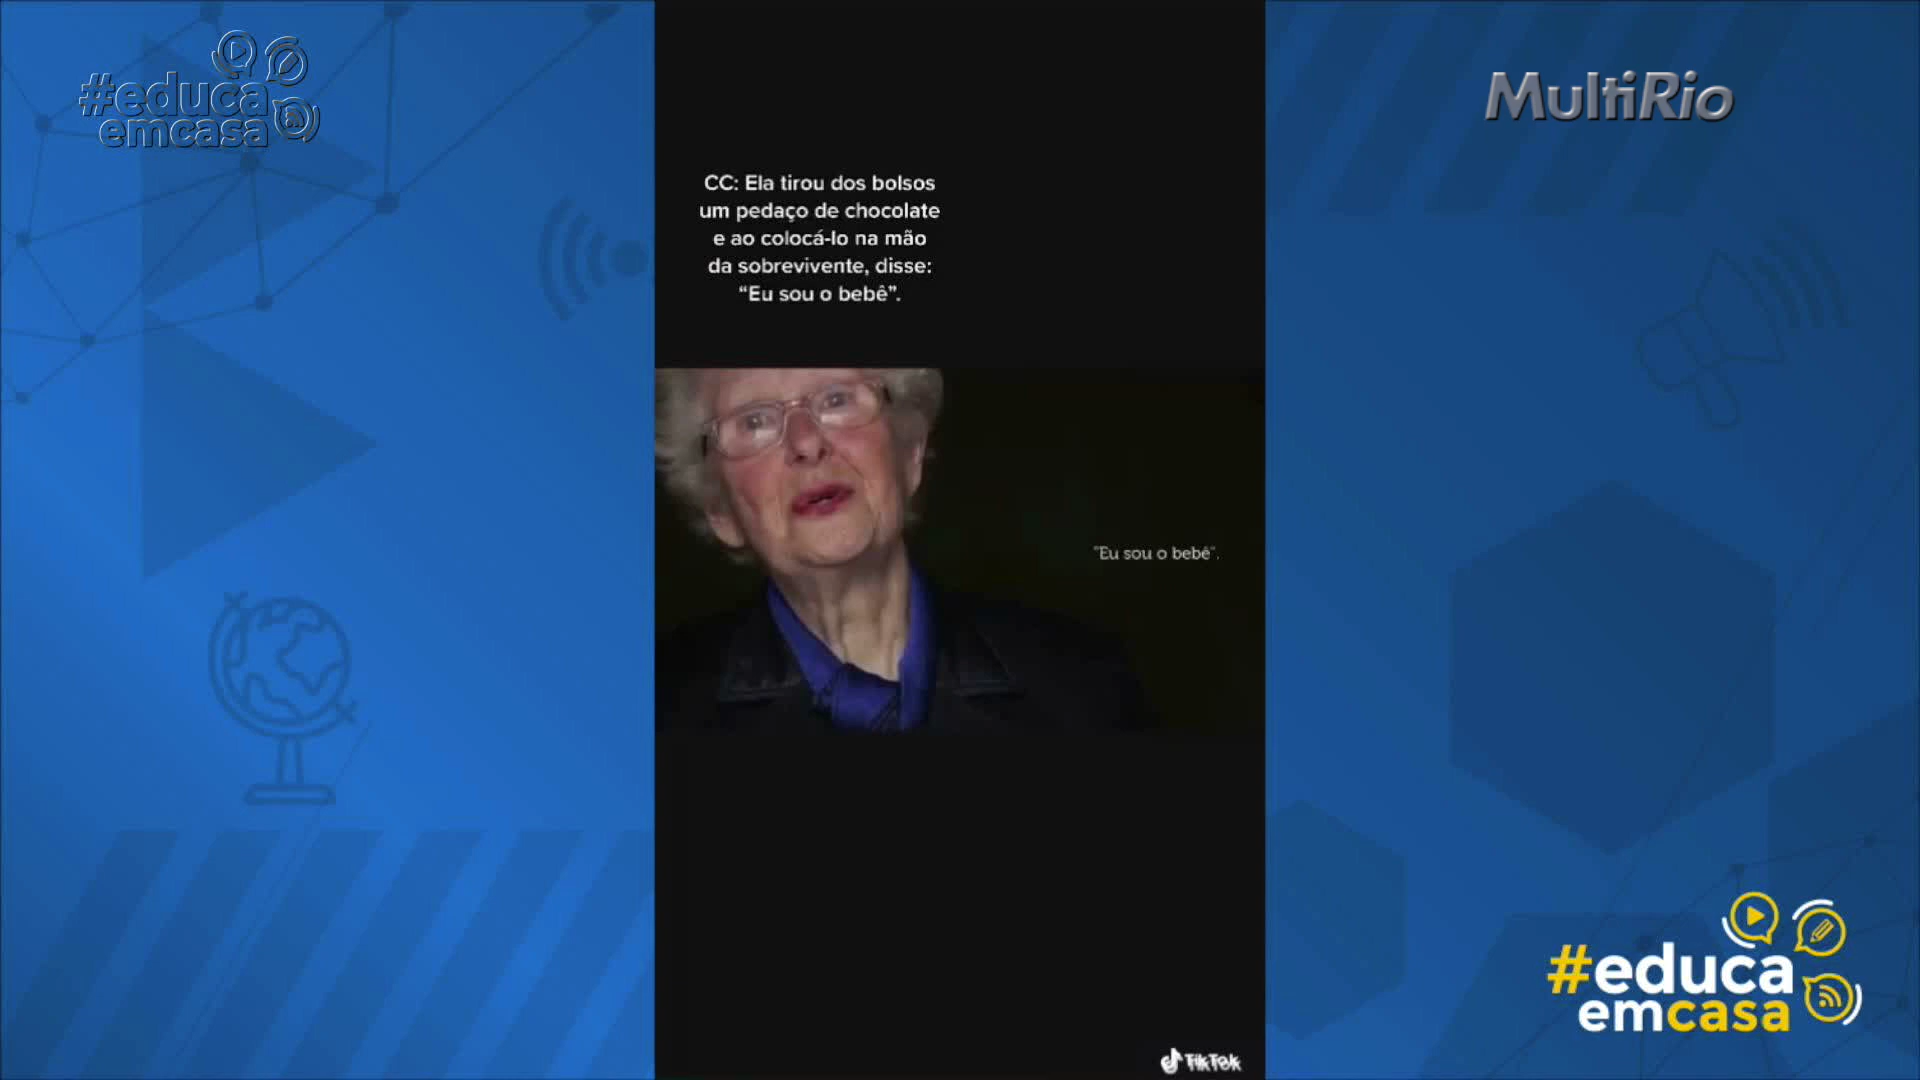 #educa
emcasa
MultiRio
CC: Ela tirou dos bolsos
um pedaço de chocolate
e ao colocá-lo na mão
da sobrevivente, disse:
“Eu sou o bebê”.
"Eu sou o bebê".
#educa
emcasa
TikTok